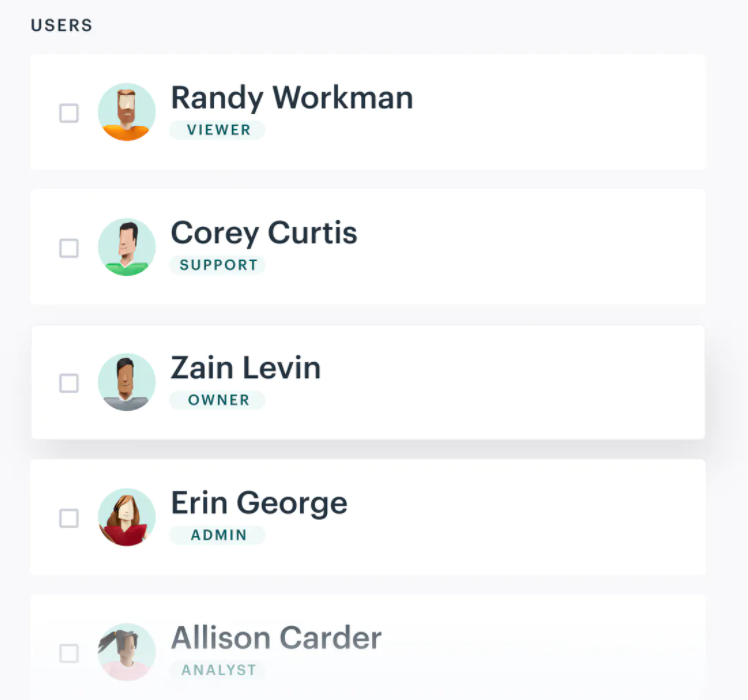 USERS
Randy Workman
VIEWER
Corey Curtis
SUPPORT
Zain Levin
OWNER
Erin George
ADMIN
Allison Carder
ANALYST